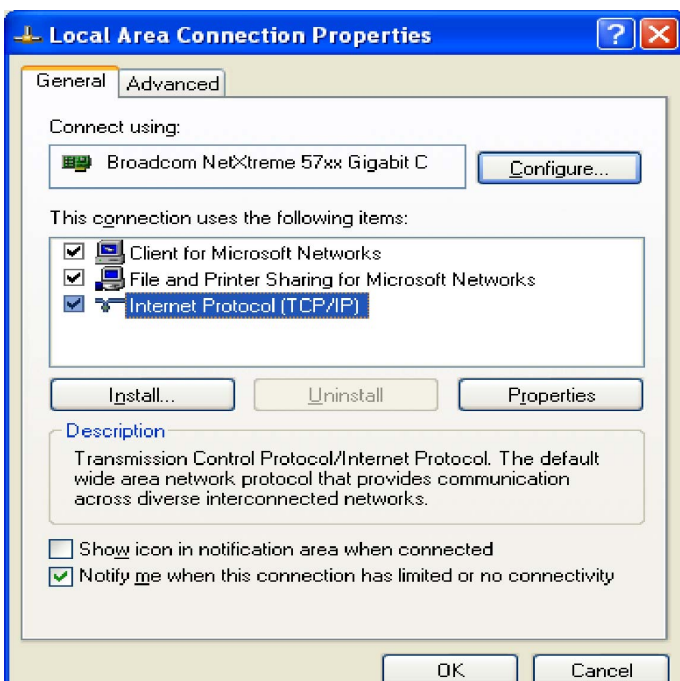 Local Area Connection Properties
General
Advanced
Connect using:
Broadcom NetXtreme 57xx Gigabit C
Configure...
This connection uses the following items:
Client for Microsoft Networks
File and Printer Sharing for Microsoft Networks
Internet Protocol (TCP/IP)
Install...
Uninstall
Properties
Description
Transmission Control Protocol/Internet Protocol. The default
wide area network protocol that provides communication
across diverse interconnected networks.
Show icon in notification area when connected
Notify me when this connection has limited or no connectivity
OK
Cancel